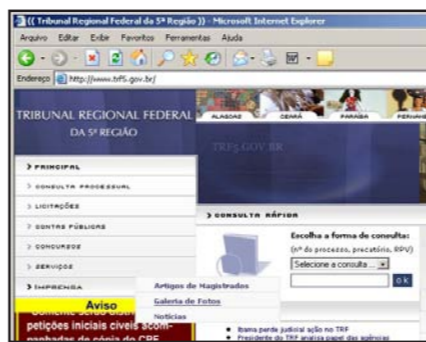 {{ Tribunal Regional Federal da 5ª Região }} - Microsoft Internet Explorer
Arquivo Editar Exibir Favoritos Ferramentas Ajuda
Endereço http://www.trf5.gov.br/
TRIBUNAL REGIONAL FEDERAL
DA 5ª REGIÃO
ALAGOAS CEARÁ PARAÍBA
TRF5.GOV.BR
> PRINCIPAL
> CONSULTA PROCESSUAL
> LICITAÇÕES
> CONTAS PÚBLICAS
> CONCURSOS
> SERVIÇOS
> IMPRENSA
> CONSULTA RÁPIDA
Escolha a forma de consulta:
(nº do processo, precatório, RPV)
Selecione a consulta ...
ok
Artigos de Magistrados
Galeria de Fotos
Notícias
Aviso
petições iniciais cíveis acom-
panhadas de cópia do CPF
Ibama perde judicial ação no TRF
Presidente do TRF analisa papel das agências